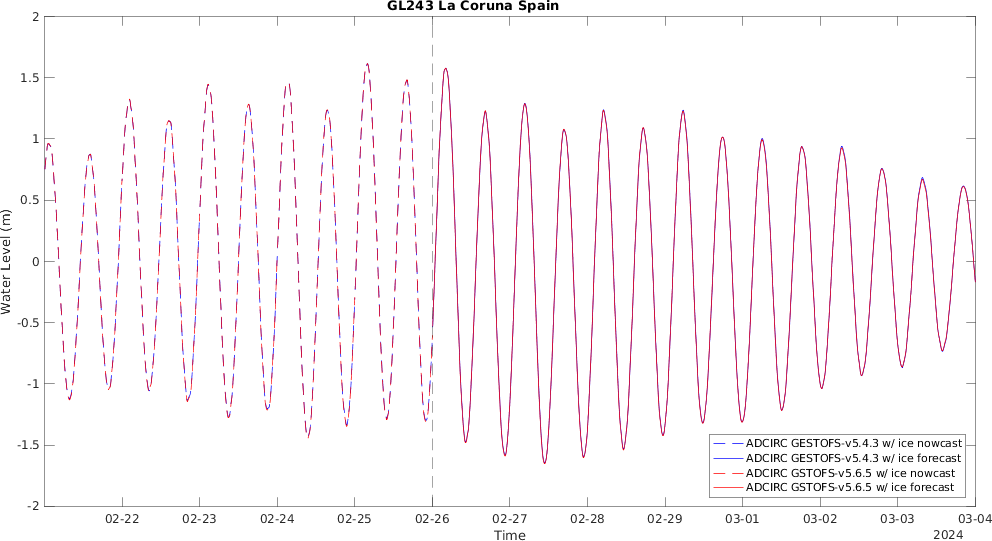 GL243 La Coruna Spain
2
1.5
1
0.5
0
-0.5
-1
-1.5
-2
Water Level (m)
ADCIRC GESTOFS-v5.4.3 w/ ice nowcast
ADCIRC GESTOFS-v5.4.3 w/ ice forecast
ADCIRC GSTOFS-v5.6.5 w/ ice nowcast
ADCIRC GSTOFS-v5.6.5 w/ ice forecast
02-22 02-23 02-24 02-25 02-26 02-27 02-28 02-29 03-01 03-02 03-03 03-04
Time
2024